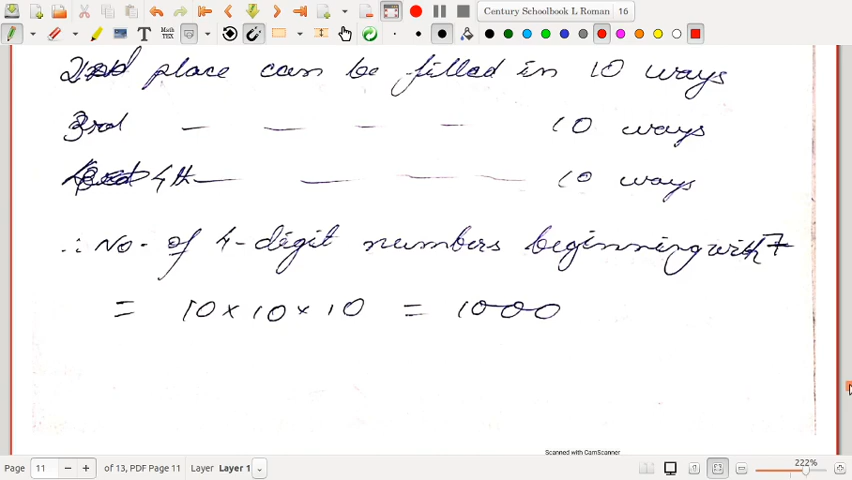 Century Schoolbook L Roman 16
T Math TEX
2nd place can be filled in 10 ways
3rd — — — — 10 ways
4th — — — — 10 ways
∴ No. of 4-digit numbers beginning with 7
= 10 × 10 × 10 = 1000
Scanned with CamScanner
Page 11 − + of 13, PDF Page 11 Layer Layer 1 222%